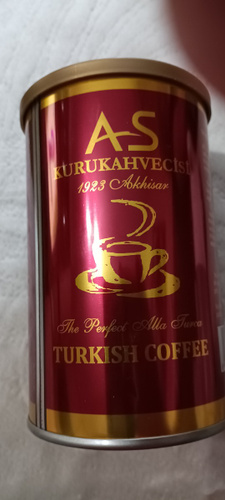 AS
KURUKAHVECİSİ
1923 Akhisar
The Perfect Alla Turca
TURKISH COFFEE